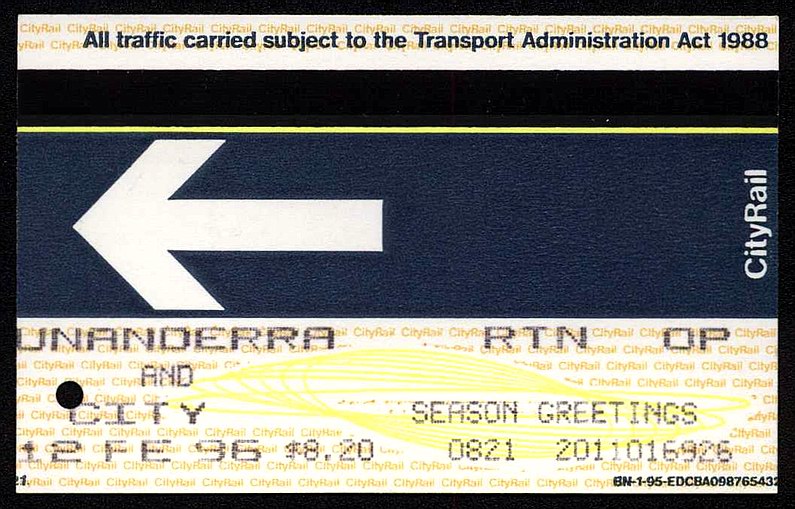 All traffic carried subject to the Transport Administration Act 1988
CityRail
UNANDERRA RTN OP
AND
CITY SEASON GREETINGS
12 FE 96 $8.20 0821 2011016926
21. BN-1-95-EDCBA098765432